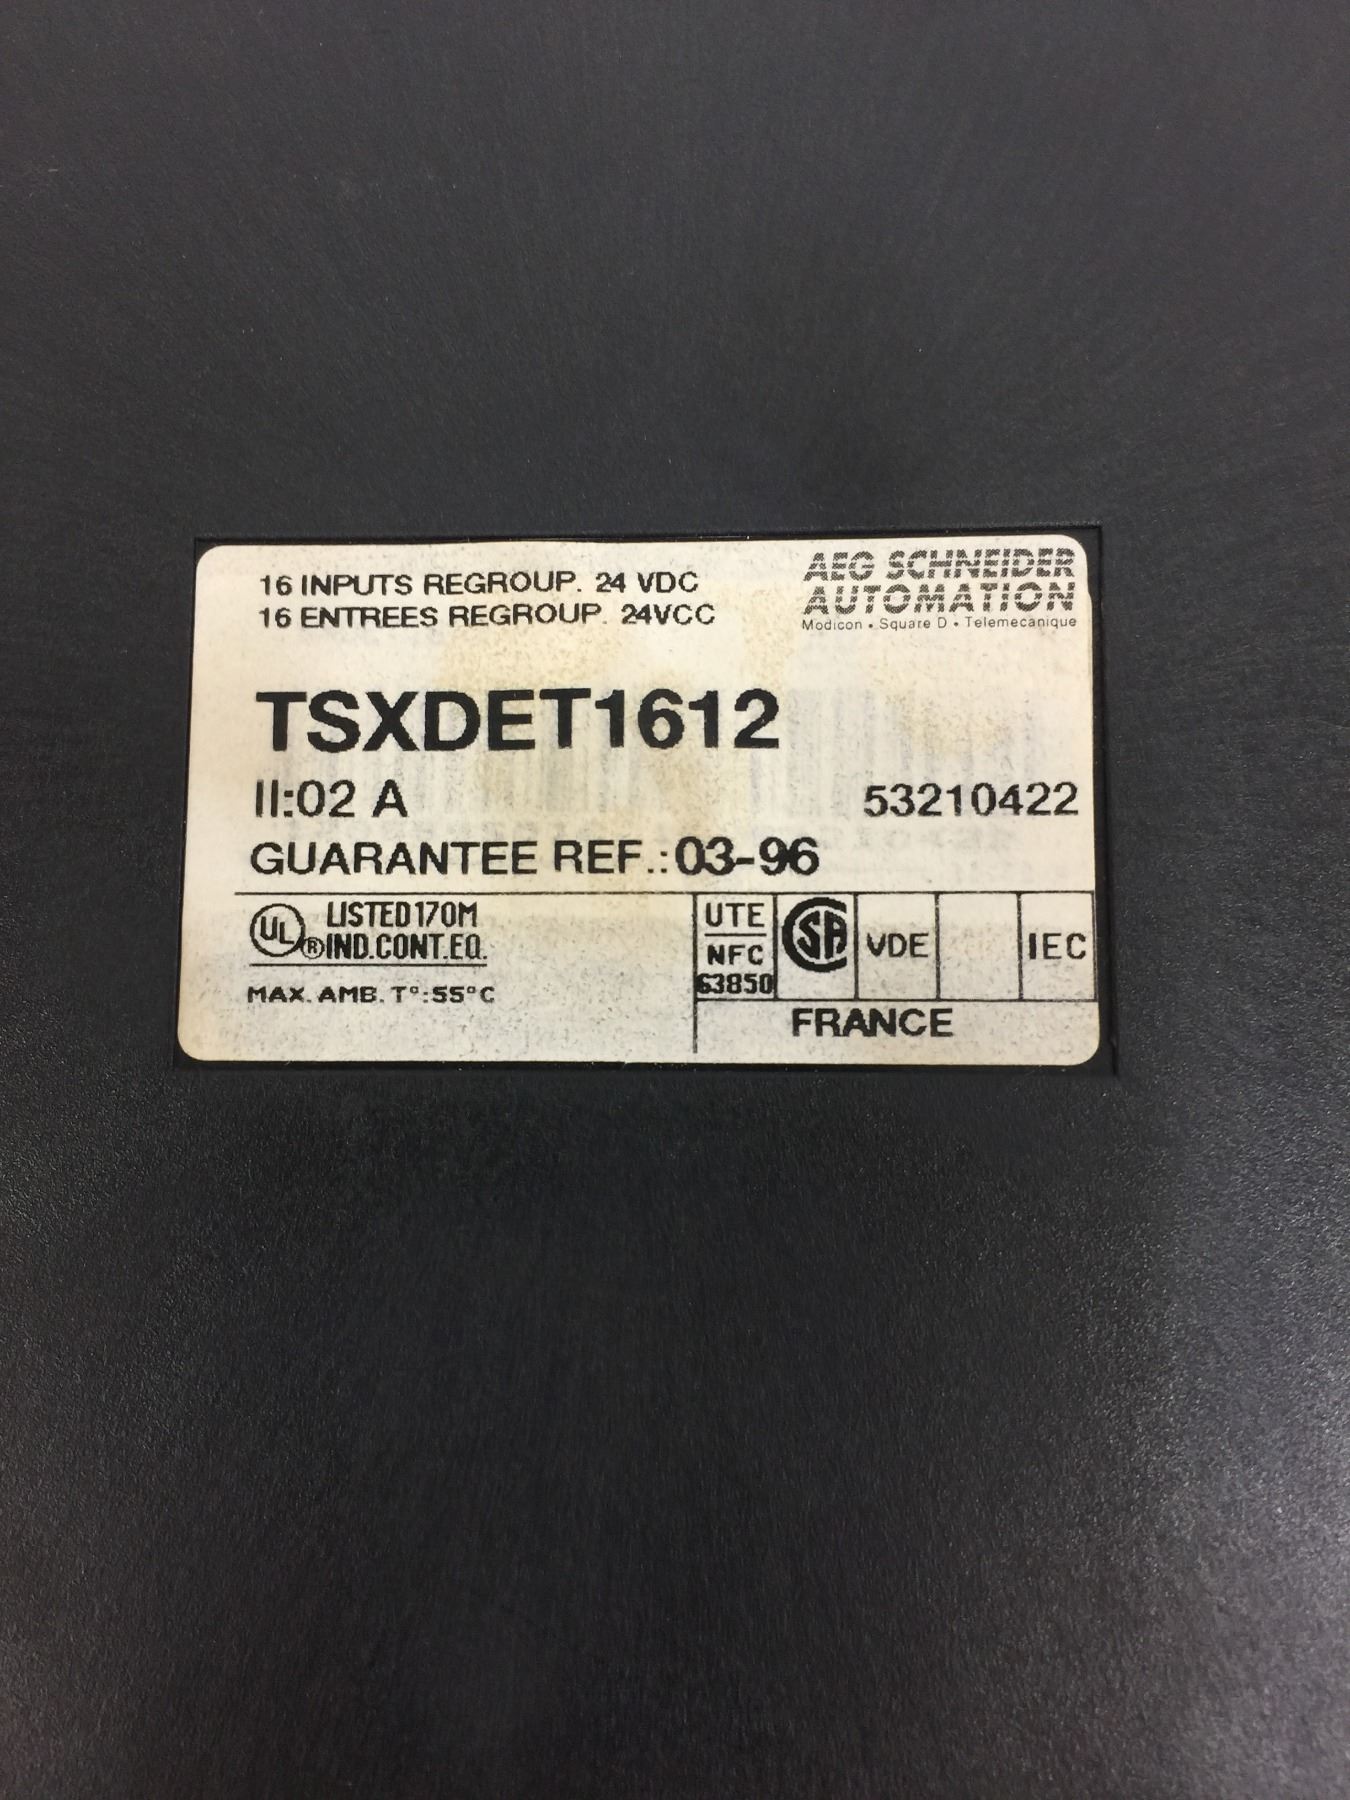 16 INPUTS REGROUP. 24 VDC
16 ENTREES REGROUP. 24VCC
AEG SCHNEIDER
AUTOMATION
Modicon • Square D • Telemecanique
TSXDET1612
II:02 A
53210422
GUARANTEE REF.:03-96
UL ® LISTED 170M
IND.CONT.EQ.
MAX. AMB. T°:55°C
UTE
NFC
63850
SA
VDE
IEC
FRANCE